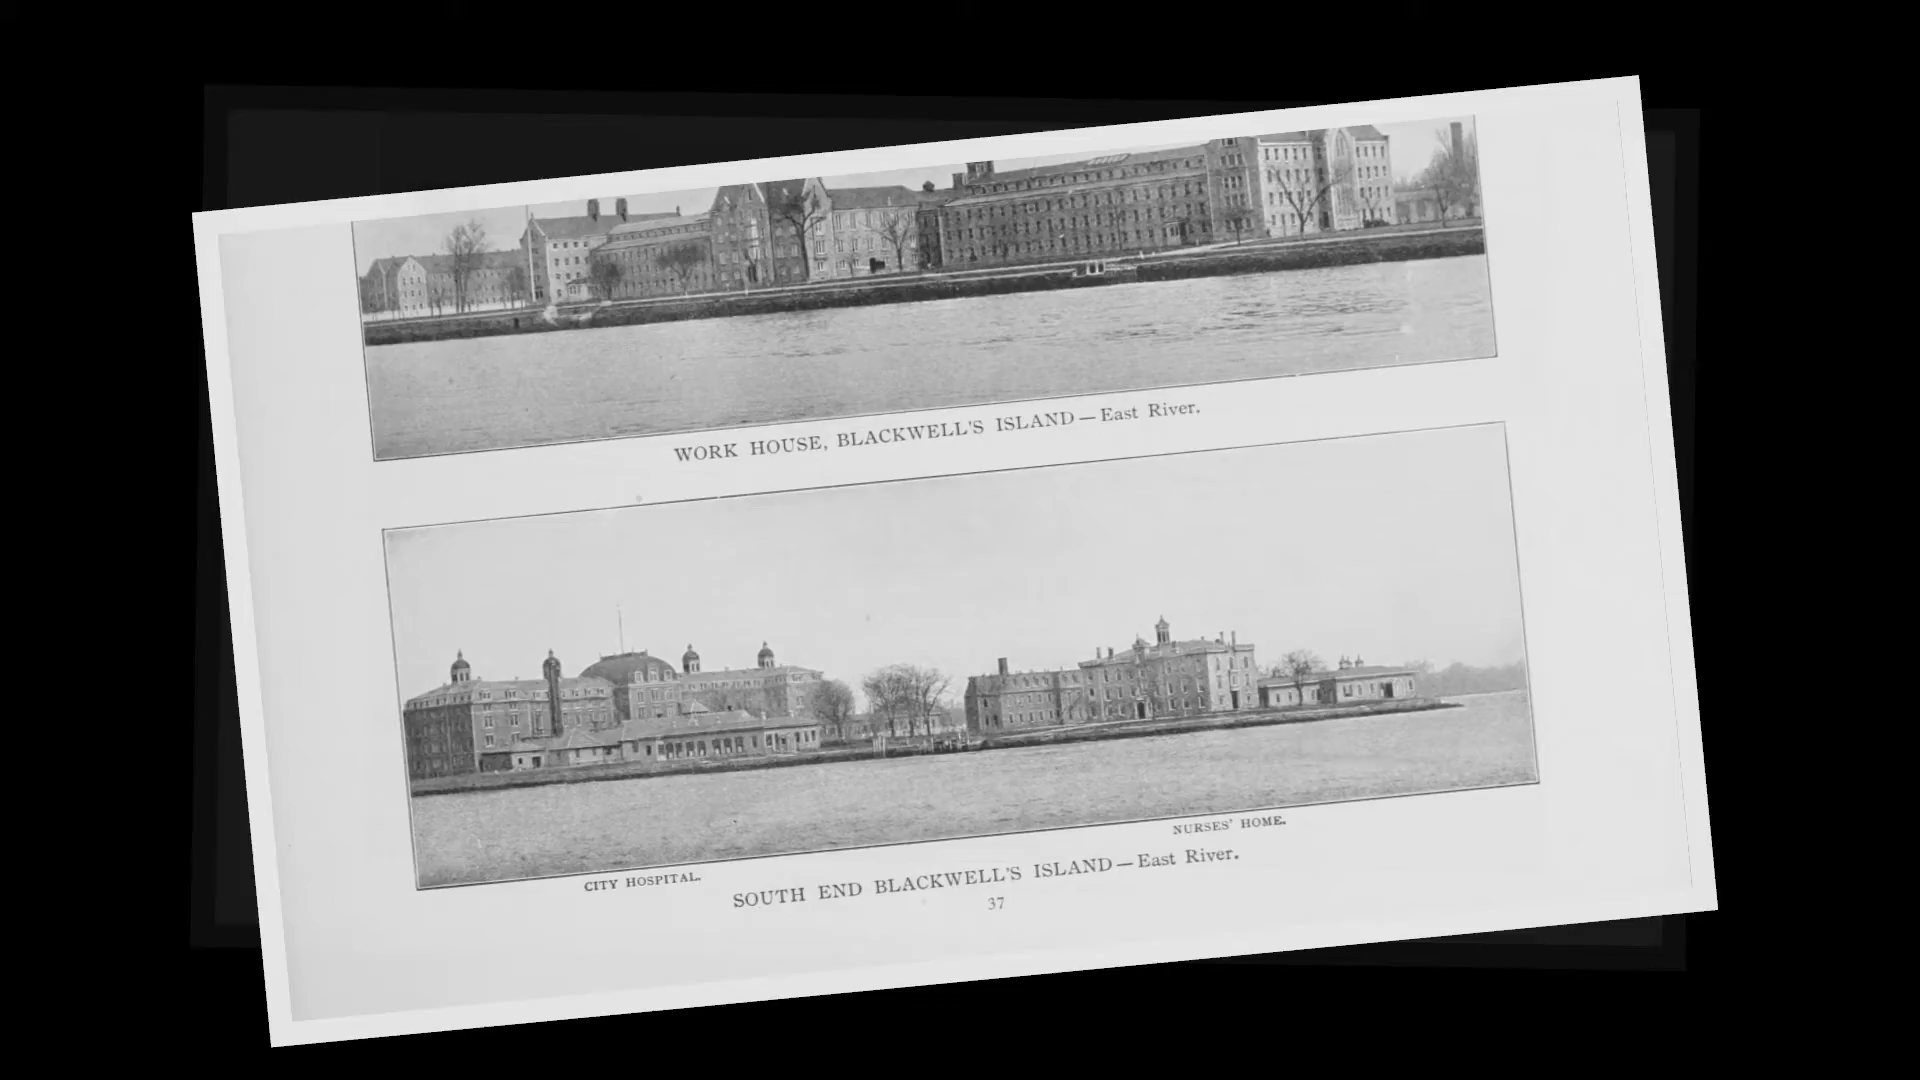 WORK HOUSE, BLACKWELL'S ISLAND—East River.
NURSES' HOME.
CITY HOSPITAL.
SOUTH END BLACKWELL'S ISLAND—East River.
37